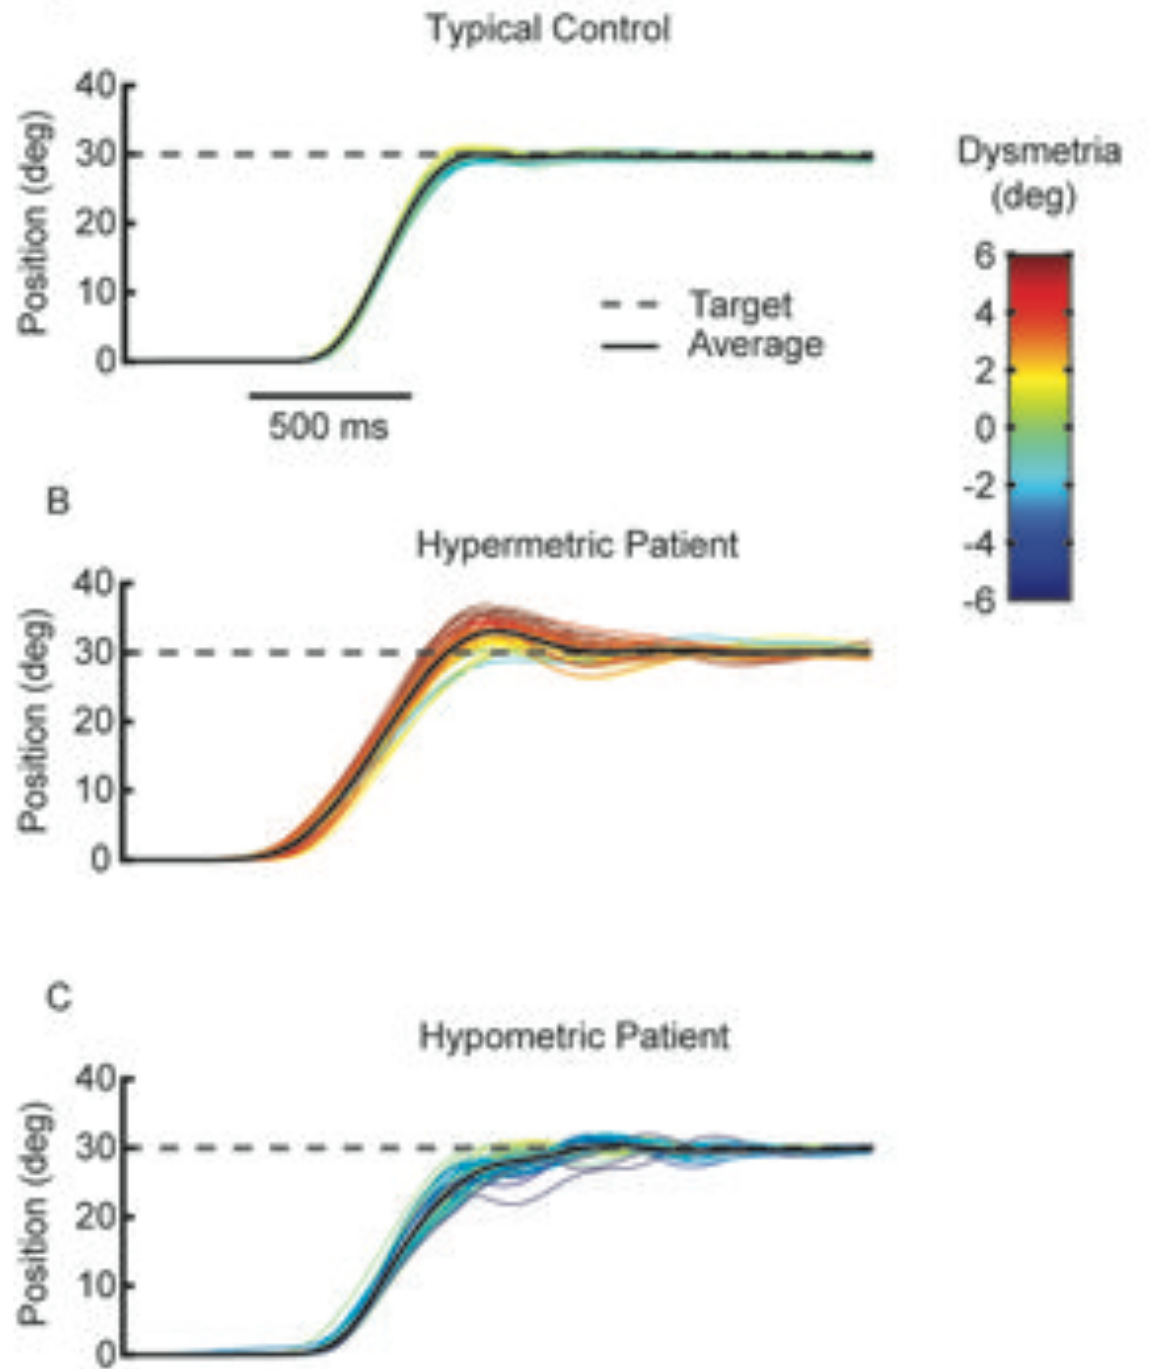 Typical Control
40
30
20
10
0
Position (deg)
Target
Average
500 ms
Dysmetria
(deg)
6
4
2
0
-2
-4
-6
B
Hypermetric Patient
40
30
20
10
0
Position (deg)
C
Hypometric Patient
40
30
20
10
0
Position (deg)